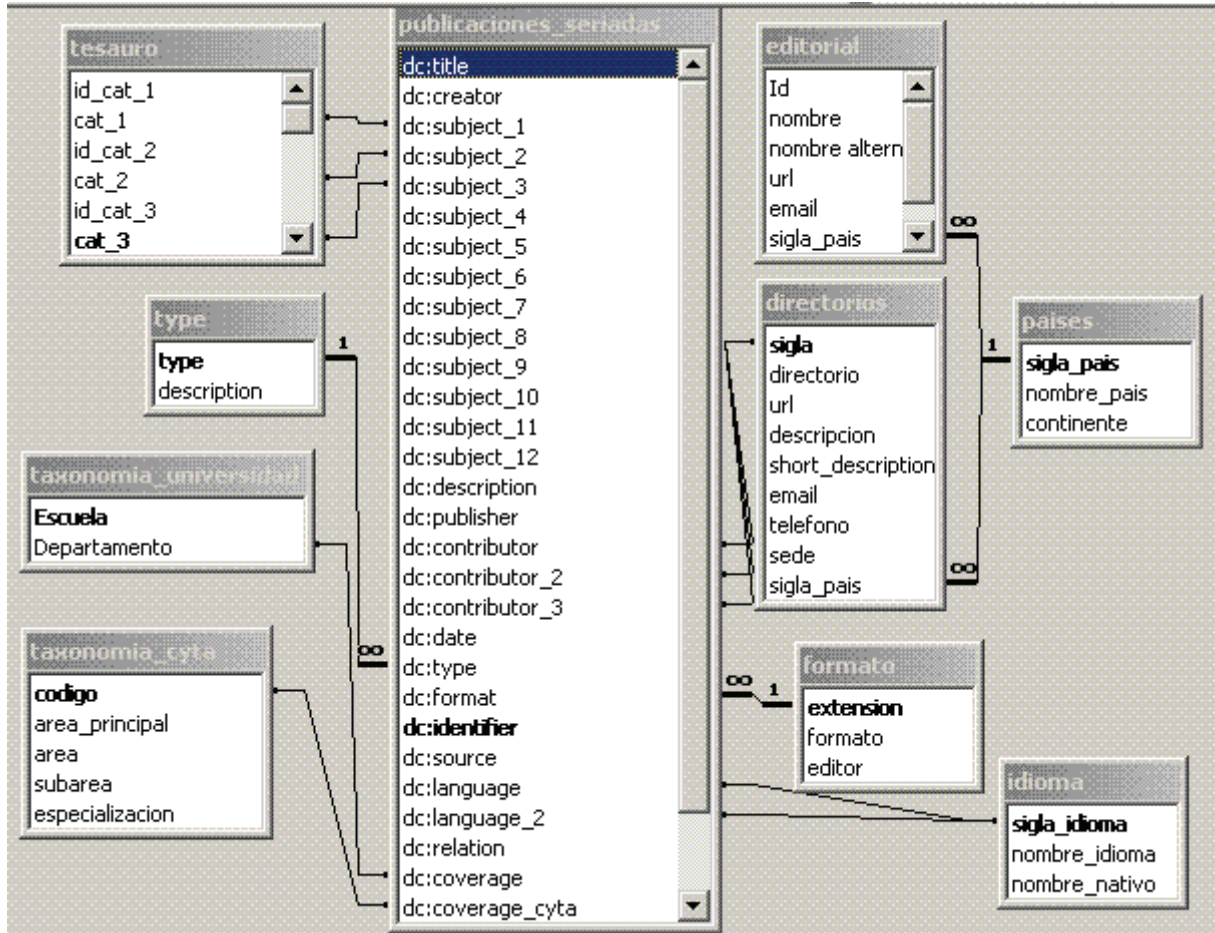 tesauro
id_cat_1
cat_1
id_cat_2
cat_2
id_cat_3
cat_3
type
type
description
1
taxonomia_universidad
Escuela
Departamento
taxonomia_cyta
codigo
area_principal
area
subarea
especializacion
publicaciones_seriadas
dc:title
dc:creator
dc:subject_1
dc:subject_2
dc:subject_3
dc:subject_4
dc:subject_5
dc:subject_6
dc:subject_7
dc:subject_8
dc:subject_9
dc:subject_10
dc:subject_11
dc:subject_12
dc:description
dc:publisher
dc:contributor
dc:contributor_2
dc:contributor_3
dc:date
dc:type
dc:format
dc:identifier
dc:source
dc:language
dc:language_2
dc:relation
dc:coverage
dc:coverage_cyta
∞
editorial
Id
nombre
nombre altern
url
email
sigla_pais
∞
directorios
sigla
directorio
url
descripcion
short_description
email
telefono
sede
sigla_pais
∞
1
paises
sigla_pais
nombre_pais
continente
∞ 1
formato
extension
formato
editor
idioma
sigla_idioma
nombre_idioma
nombre_nativo